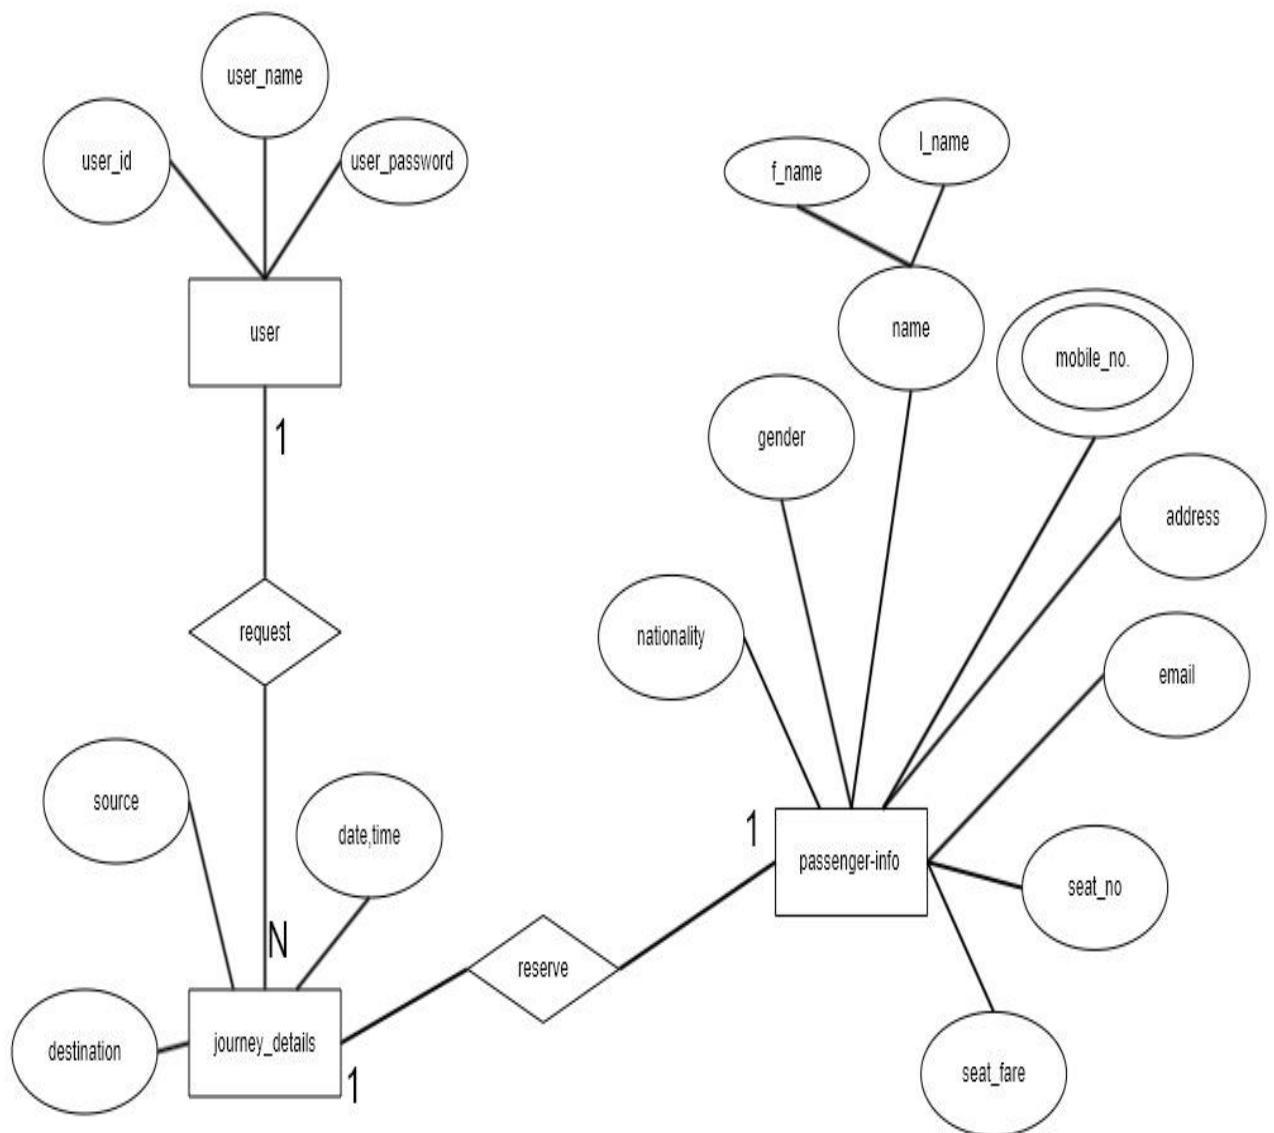 user_name
user_id
user_password
user
1
request
source
date,time
N
destination
journey_details
1
reserve
1
passenger-info
f_name
l_name
name
mobile_no.
gender
address
nationality
email
seat_no
seat_fare